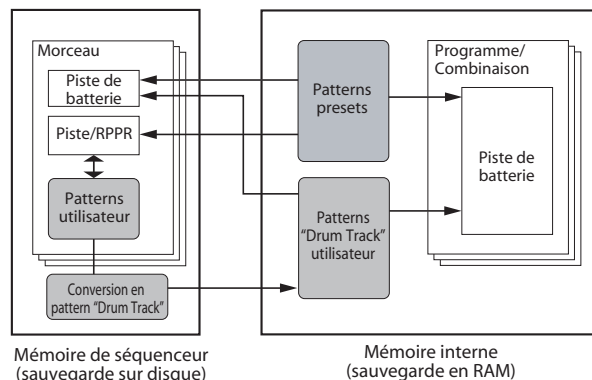 Morceau
Piste de
batterie
Piste/RPPR
Patterns
utilisateur
Conversion en
pattern “Drum Track”
Mémoire de séquenceur
(sauvegarde sur disque)
Patterns
presets
Patterns
“Drum Track”
utilisateur
Programme/
Combinaison
Piste de
batterie
Mémoire interne
(sauvegarde en RAM)